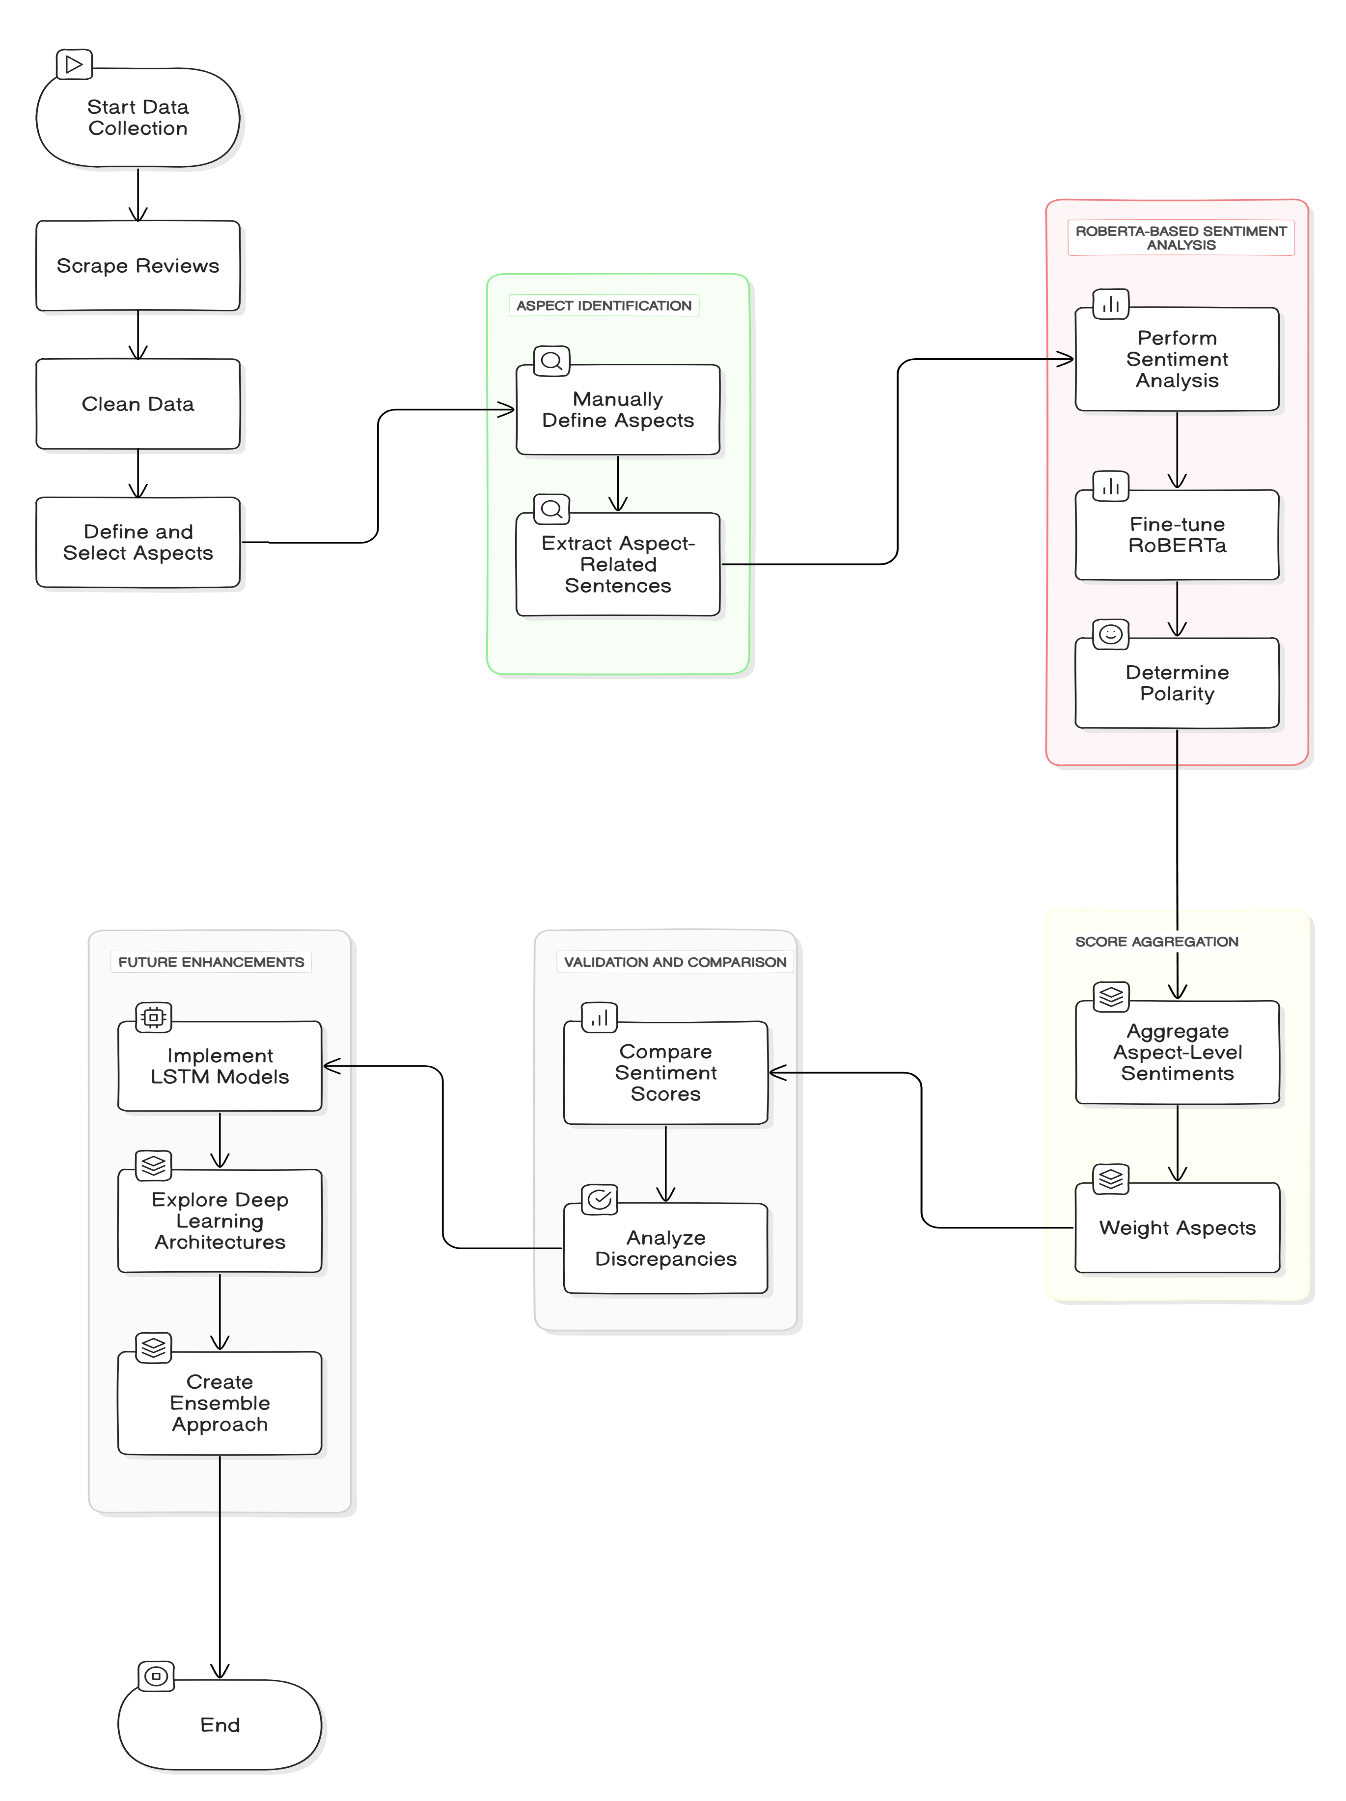 Start Data
Collection
Scrape Reviews
Clean Data
Define and
Select Aspects
ASPECT IDENTIFICATION
Manually
Define Aspects
Extract Aspect-
Related
Sentences
ROBERTA-BASED SENTIMENT
ANALYSIS
Perform
Sentiment
Analysis
Fine-tune
RoBERTa
Determine
Polarity
SCORE AGGREGATION
Aggregate
Aspect-Level
Sentiments
Weight Aspects
VALIDATION AND COMPARISON
Compare
Sentiment
Scores
Analyze
Discrepancies
FUTURE ENHANCEMENTS
Implement
LSTM Models
Explore Deep
Learning
Architectures
Create
Ensemble
Approach
End